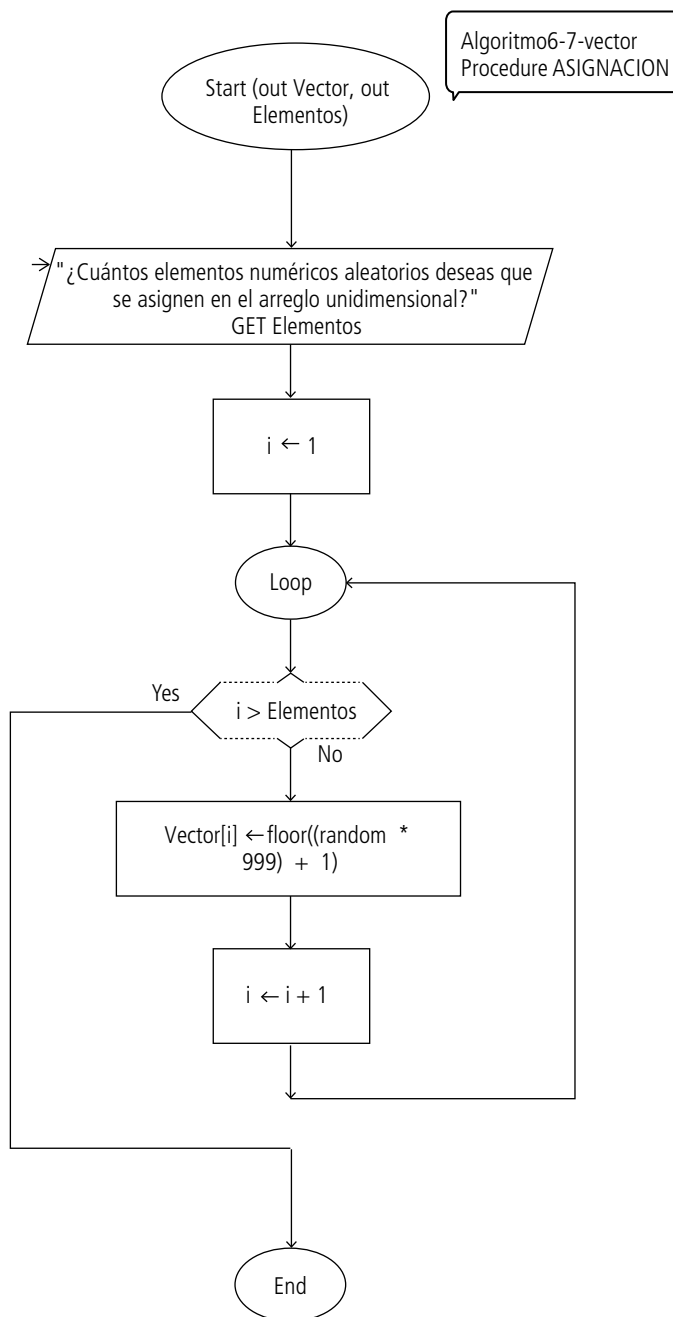 Algoritmo6-7-vector
Procedure ASIGNACION
Start (out Vector, out
Elementos)
"¿Cuántos elementos numéricos aleatorios deseas que
se asignen en el arreglo unidimensional?"
GET Elementos
i ← 1
Loop
Yes
i > Elementos
No
Vector[i] ←floor((random *
999) + 1)
i ← i + 1
End